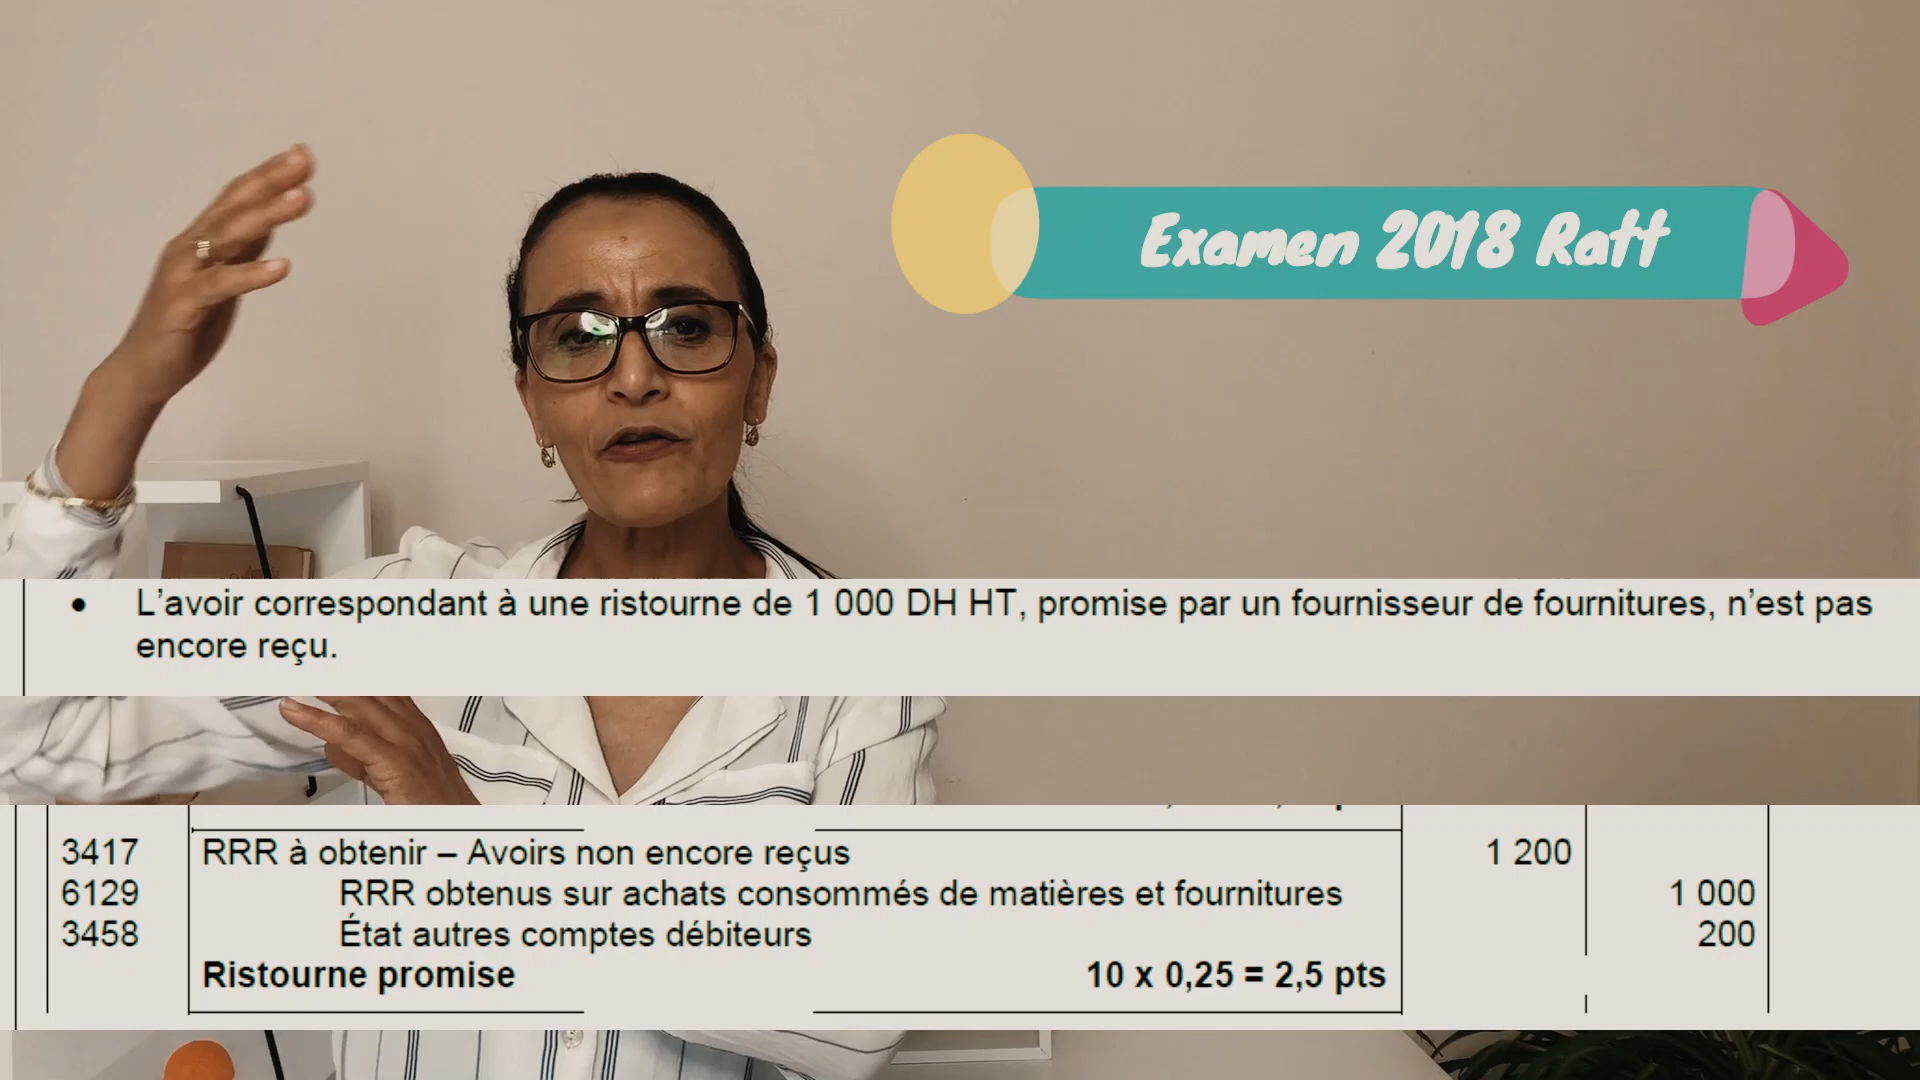 Examen 2018 Ratt
• L’avoir correspondant à une ristourne de 1 000 DH HT, promise par un fournisseur de fournitures, n’est pas
encore reçu.
3417 RRR à obtenir – Avoirs non encore reçus 1 200
6129 RRR obtenus sur achats consommés de matières et fournitures 1 000
3458 État autres comptes débiteurs 200
Ristourne promise 10 x 0,25 = 2,5 pts